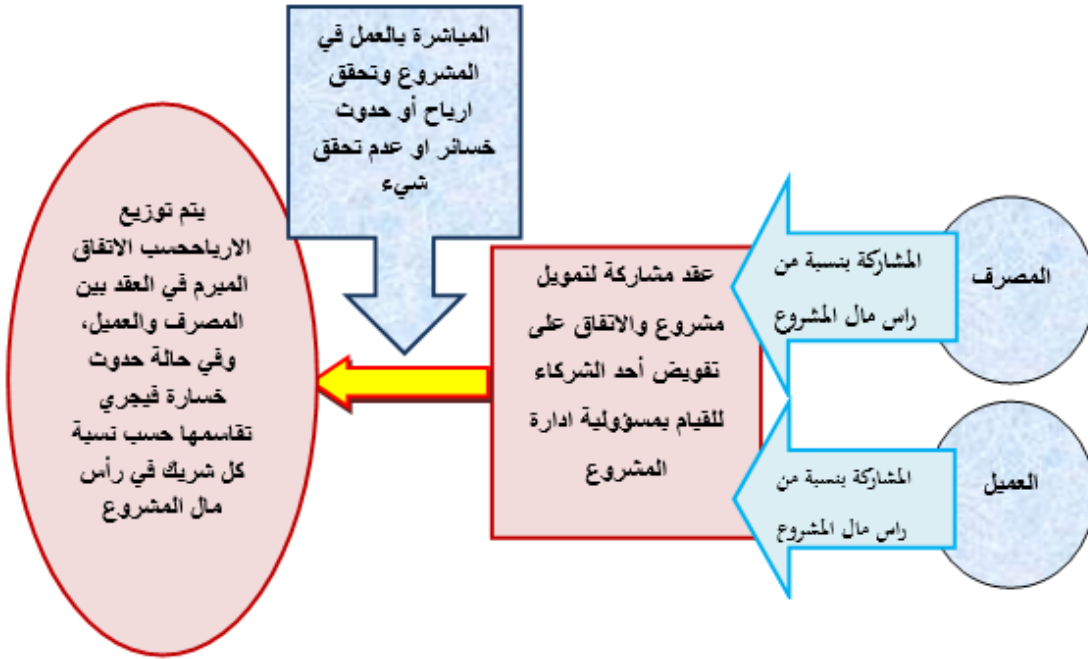 المصرف
المشاركة بنسبة من
راس مال المشروع
العميل
المشاركة بنسبة من
راس مال المشروع
عقد مشاركة لتمويل
مشروع والاتفاق على
تفويض أحد الشركاء
للقيام بمسؤولية ادارة
المشروع
المباشرة بالعمل في
المشروع وتحقق
ارباح أو حدوث
خسائر او عدم تحقق
شيء
يتم توزيع
الارباححسب الاتفاق
المبرم في العقد بين
المصرف والعميل،
وفي حالة حدوث
خسارة فيجري
تقاسمها حسب نسبة
كل شريك في رأس
مال المشروع